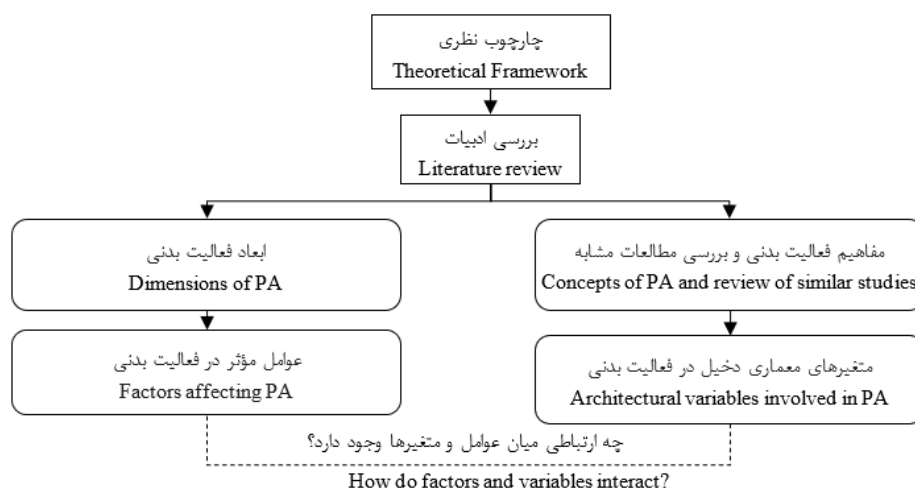 چارچوب نظری
Theoretical Framework
بررسی ادبیات
Literature review
ابعاد فعالیت بدنی
Dimensions of PA
مفاهیم فعالیت بدنی و بررسی مطالعات مشابه
Concepts of PA and review of similar studies
عوامل مؤثر در فعالیت بدنی
Factors affecting PA
متغیرهای معماری دخیل در فعالیت بدنی
Architectural variables involved in PA
چه ارتباطی میان عوامل و متغیرها وجود دارد؟
How do factors and variables interact?